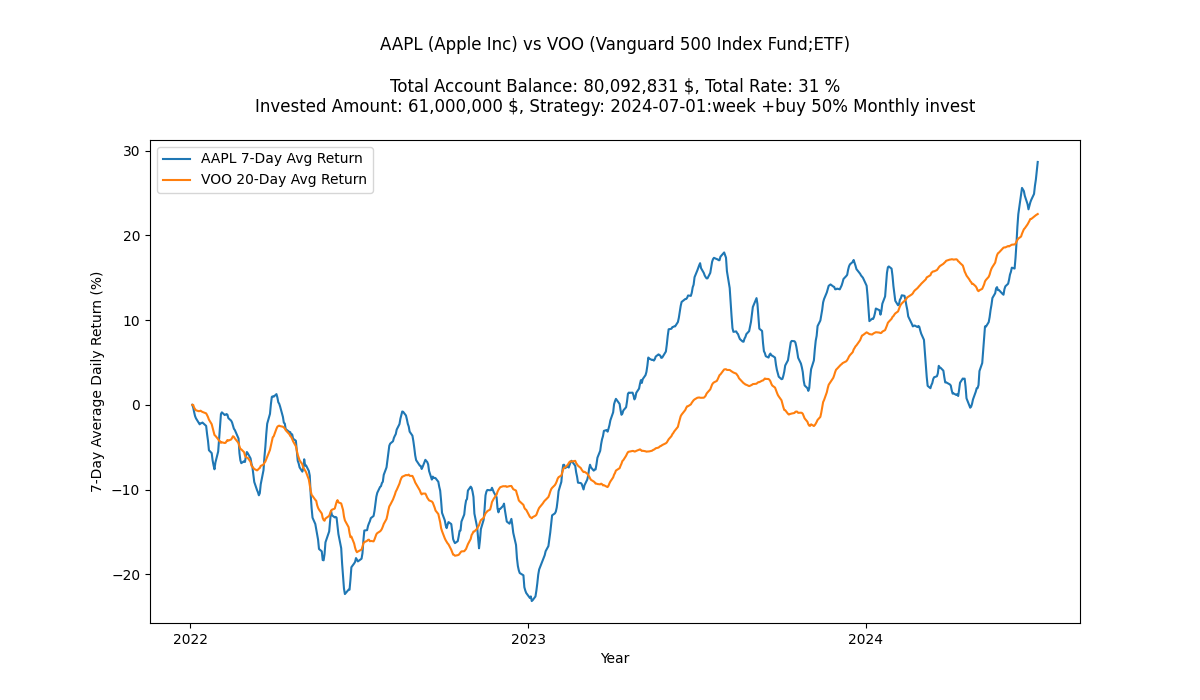 AAPL (Apple Inc) vs VOO (Vanguard 500 Index Fund;ETF)
Total Account Balance: 80,092,831 $, Total Rate: 31 %
Invested Amount: 61,000,000 $, Strategy: 2024-07-01:week +buy 50% Monthly invest
AAPL 7-Day Avg Return
VOO 20-Day Avg Return
7-Day Average Daily Return (%)
30
20
10
0
−10
−20
2022
2023
2024
Year